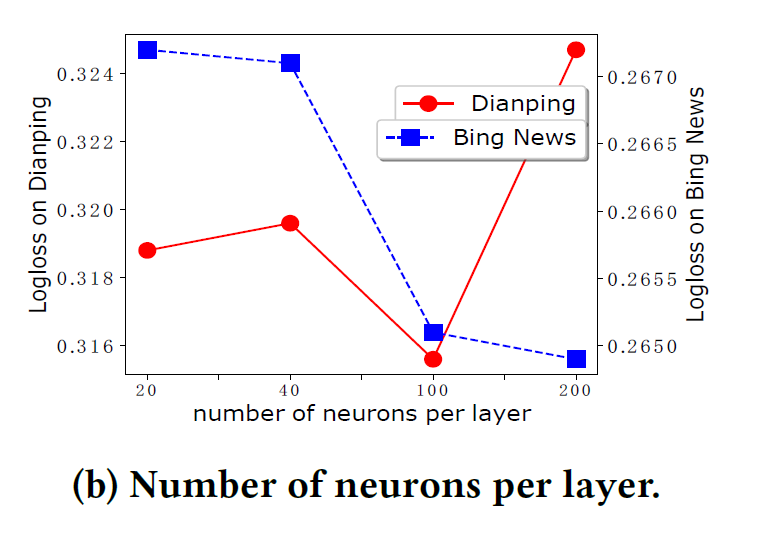 0.324
0.322
0.320
0.318
0.316
Logloss on Dianping
Dianping
Bing News
0.2670
0.2665
0.2660
0.2655
0.2650
Logloss on Bing News
20 40 100 200
number of neurons per layer
(b) Number of neurons per layer.